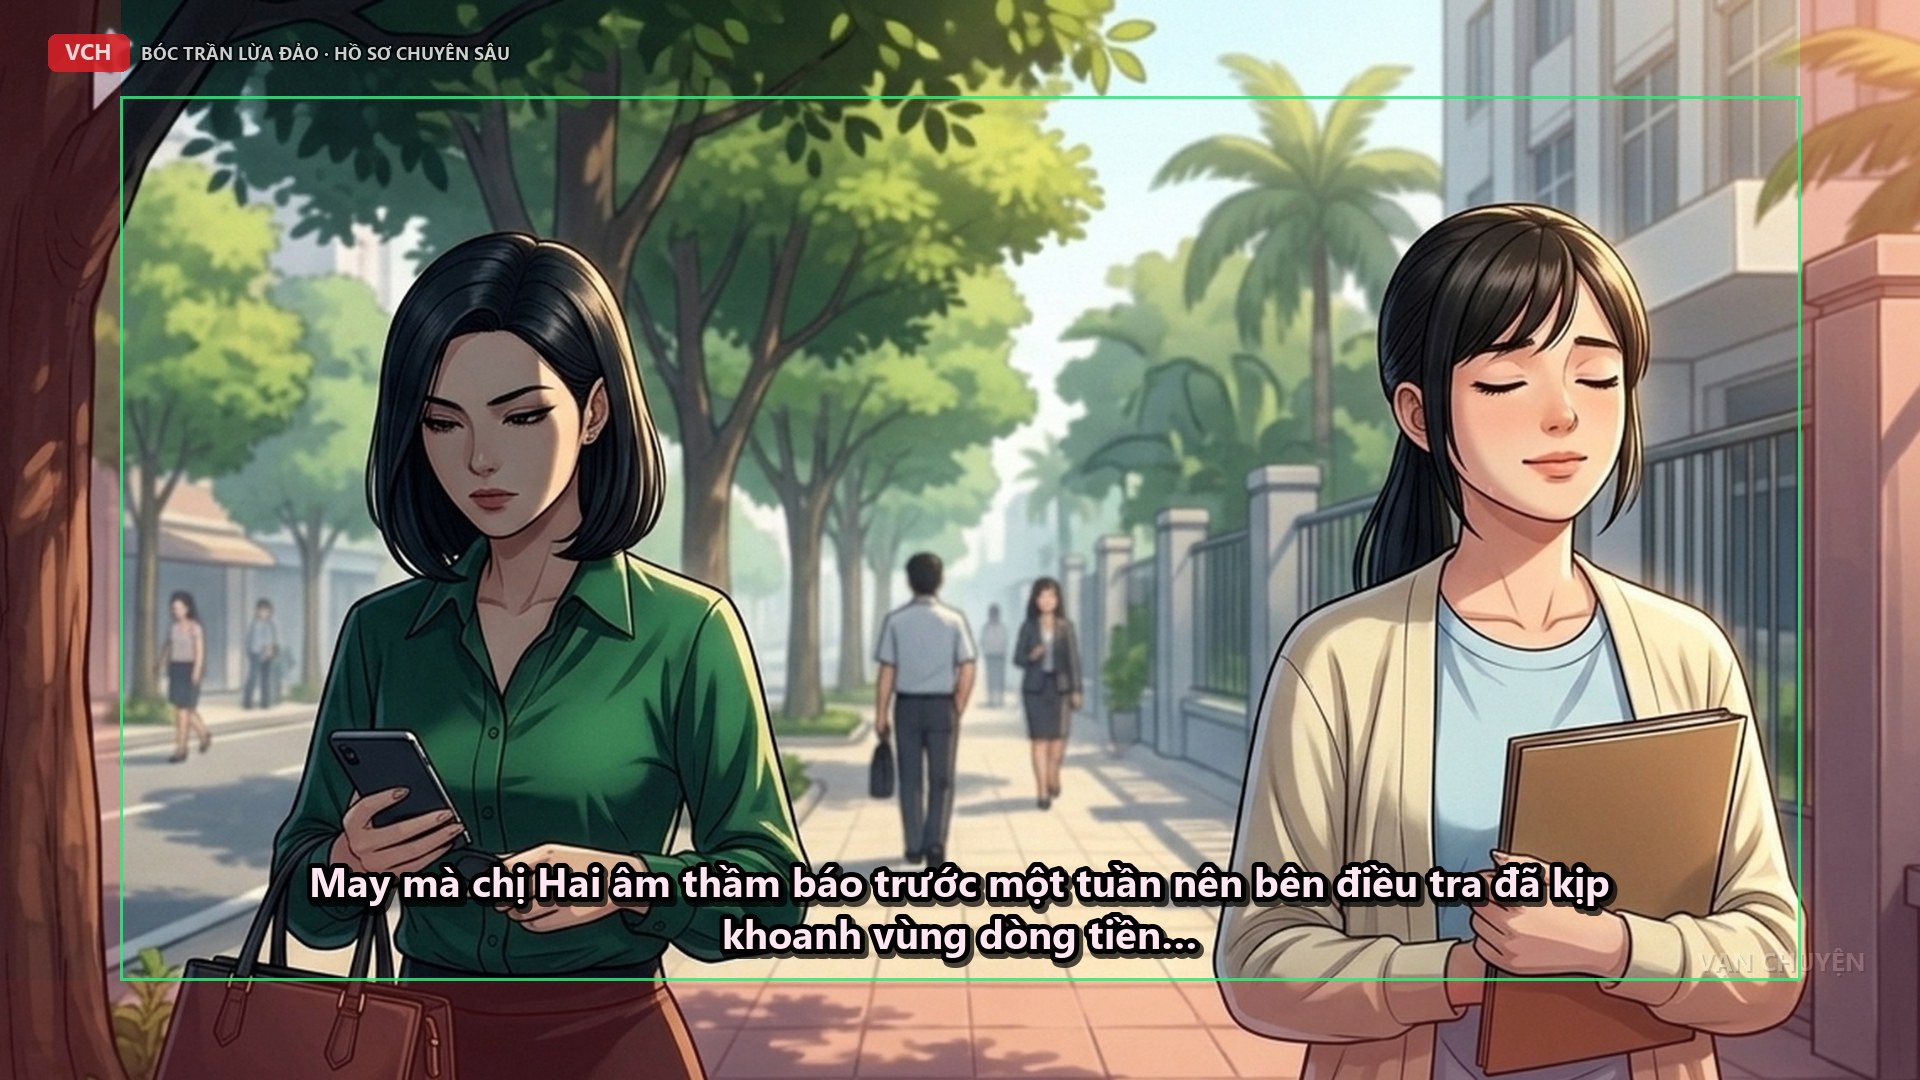 VCH BÓC TRẦN LỪA ĐẢO · HỒ SƠ CHUYÊN SÂU
May mà chị Hai âm thầm báo trước một tuần nên bên điều tra đã kịp
khoanh vùng dòng tiền...
VẠN CHUYỆN